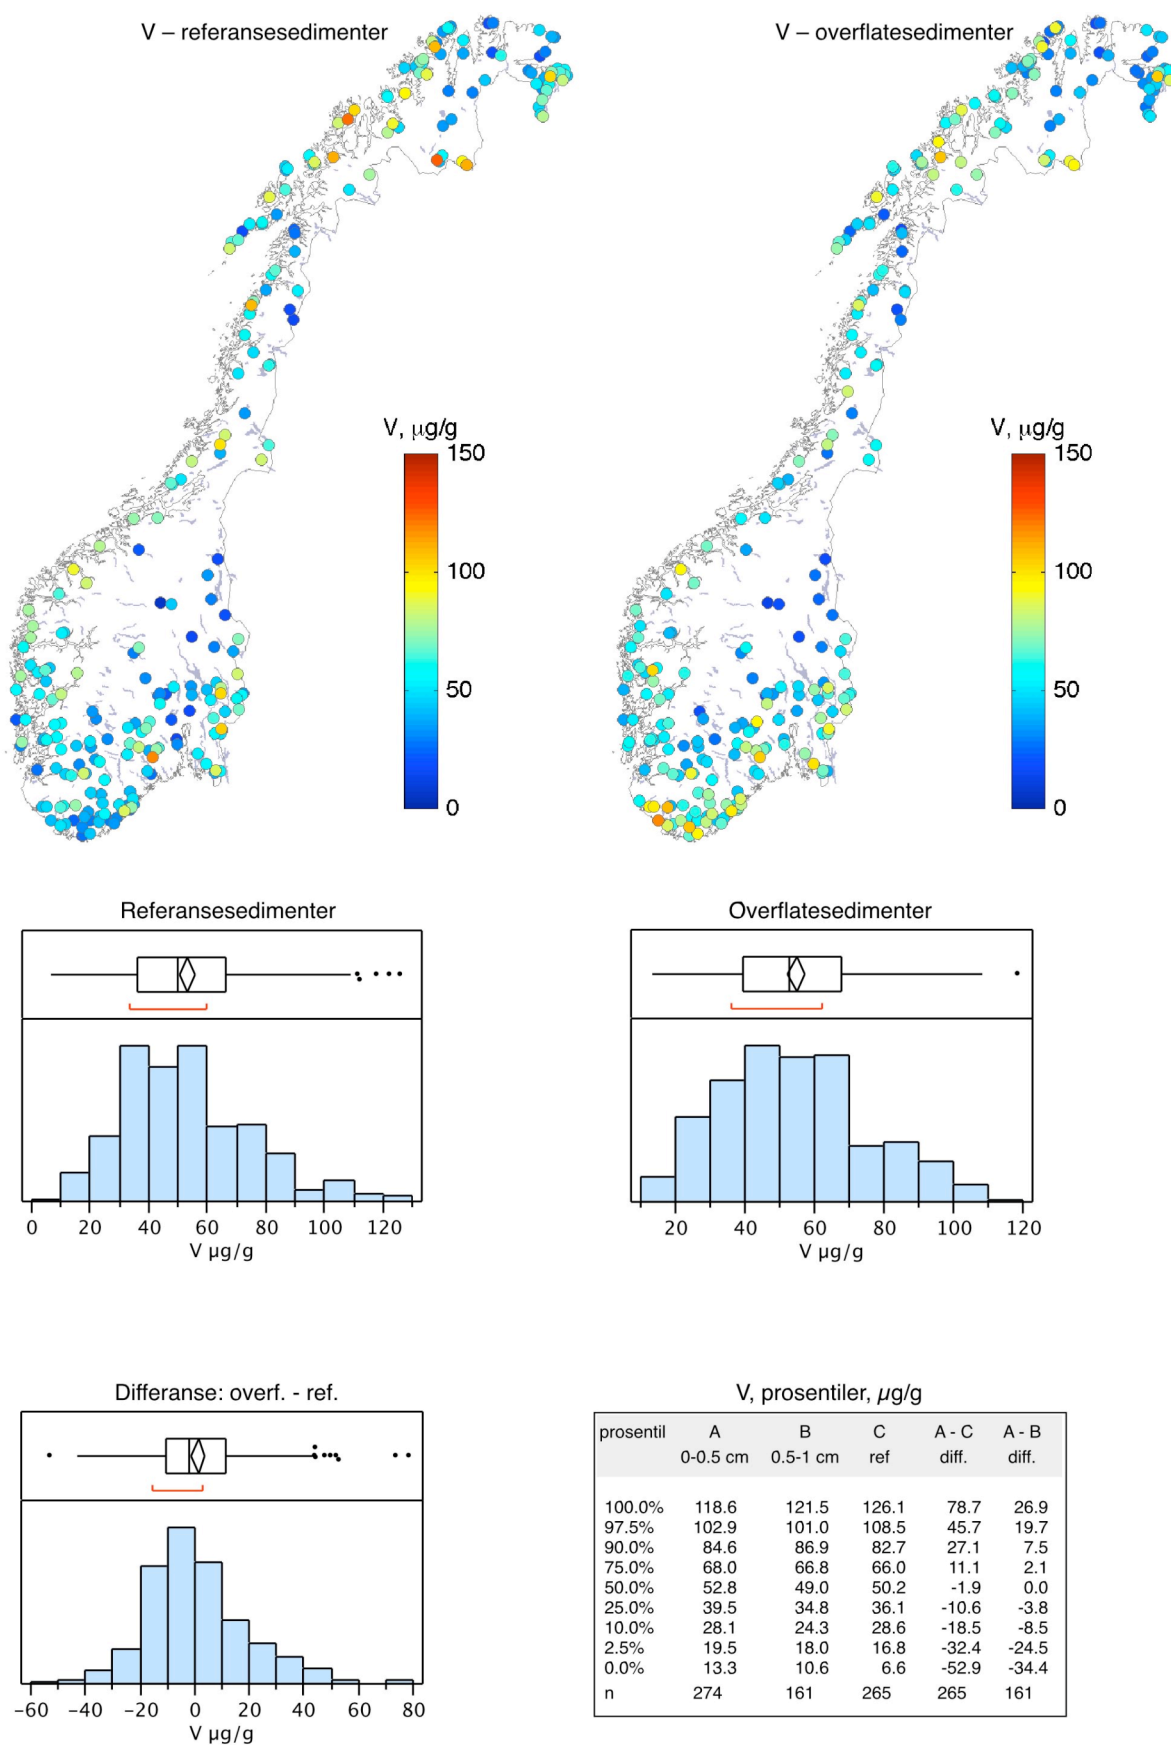 V – referansesedimenter
V – overflatesedimenter
V, μg/g
150
100
50
0
V, μg/g
150
100
50
0
Referansesedimenter
0 20 40 60 80 100 120
V µg/g
Overflatesedimenter
20 40 60 80 100 120
V µg/g
Differanse: overf. - ref.
−60 −40 −20 0 20 40 60 80
V µg/g
V, prosentiler, µg/g
prosentil A B C A - C A - B
0-0.5 cm 0.5-1 cm ref diff. diff.
100.0% 118.6 121.5 126.1 78.7 26.9
97.5% 102.9 101.0 108.5 45.7 19.7
90.0% 84.6 86.9 82.7 27.1 7.5
75.0% 68.0 66.8 66.0 11.1 2.1
50.0% 52.8 49.0 50.2 -1.9 0.0
25.0% 39.5 34.8 36.1 -10.6 -3.8
10.0% 28.1 24.3 28.6 -18.5 -8.5
2.5% 19.5 18.0 16.8 -32.4 -24.5
0.0% 13.3 10.6 6.6 -52.9 -34.4
n 274 161 265 265 161